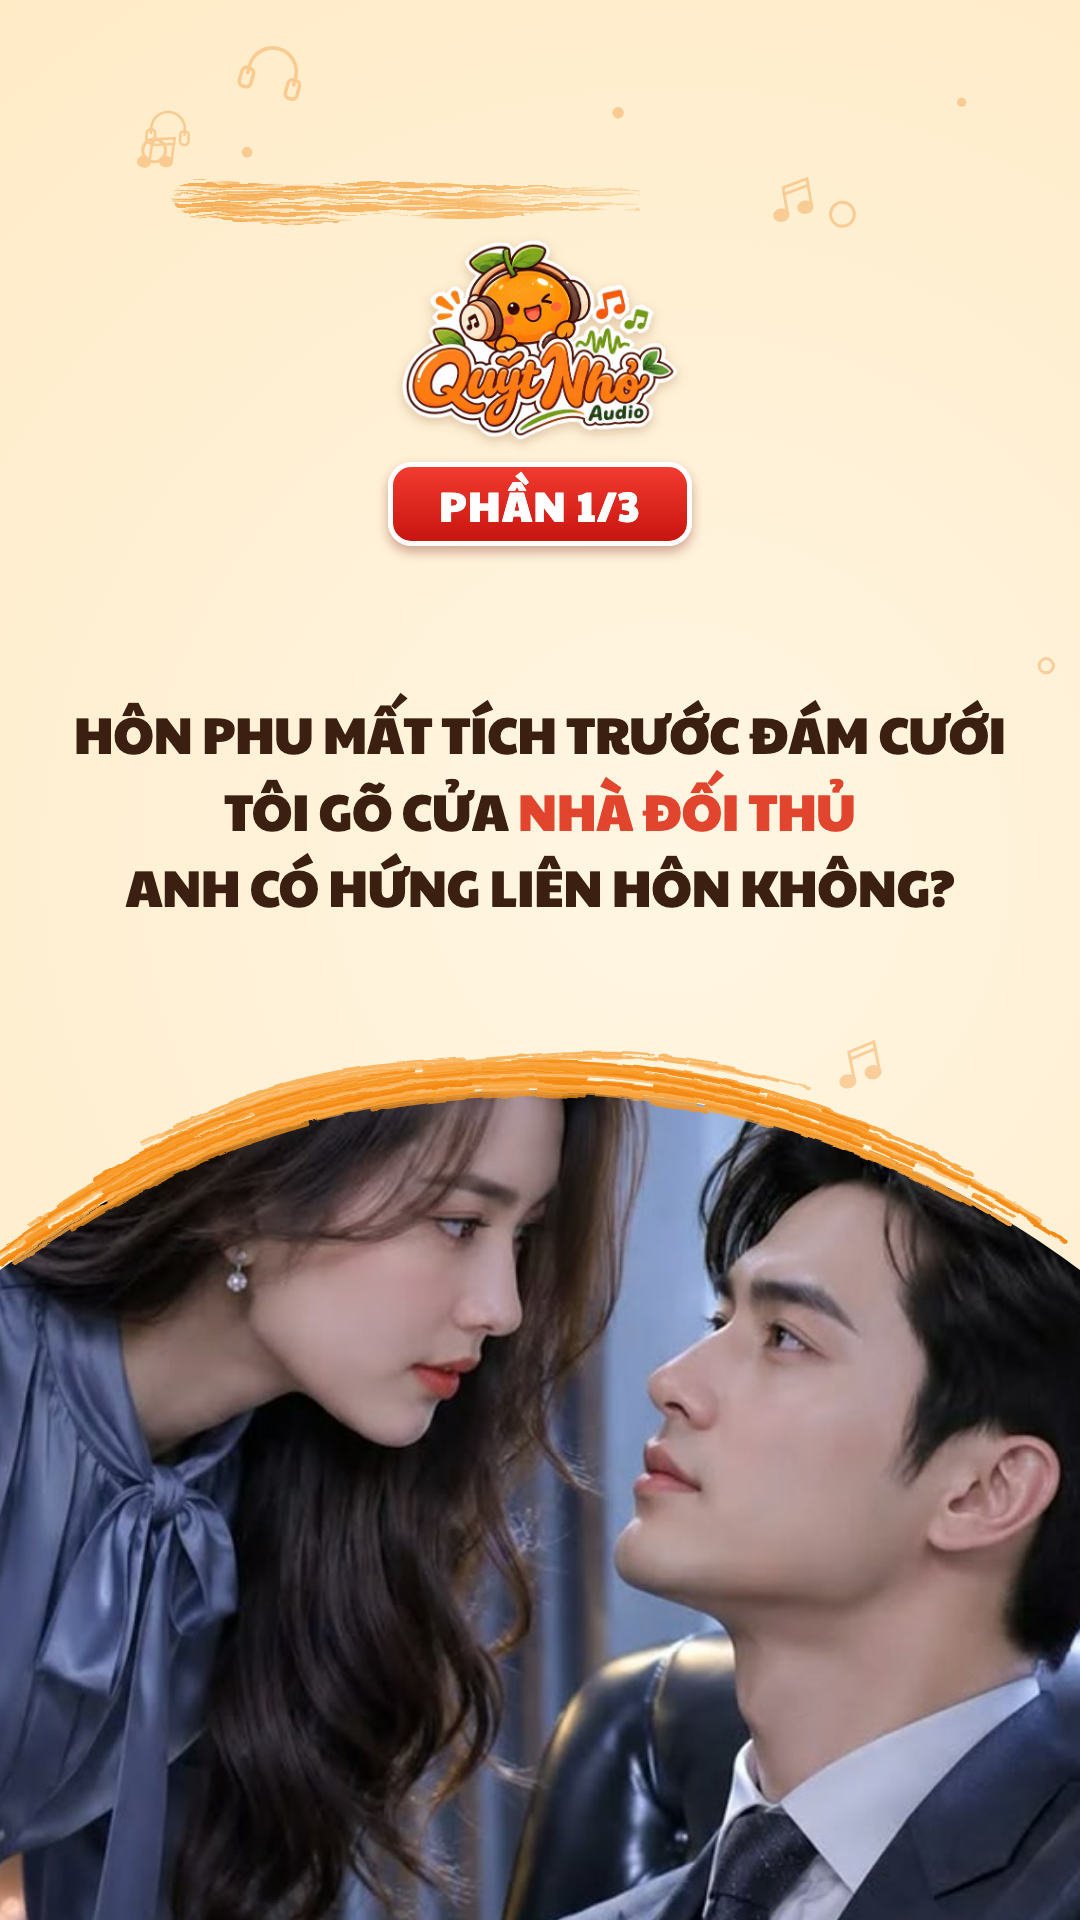 Quýt Nhỏ
Audio
PHẦN 1/3
HÔN PHU MẤT TÍCH TRƯỚC ĐÁM CƯỚI
TÔI GÕ CỬA NHÀ ĐỐI THỦ
ANH CÓ HỨNG LIÊN HÔN KHÔNG?